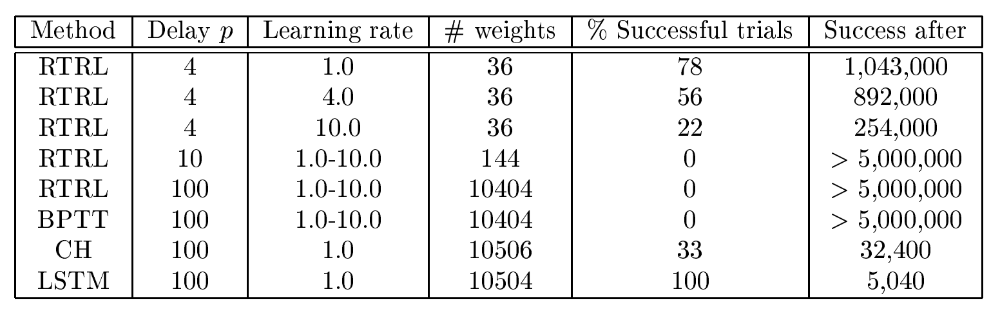 Method Delay p Learning rate # weights % Successful trials Success after
RTRL 4 1.0 36 78 1,043,000
RTRL 4 4.0 36 56 892,000
RTRL 4 10.0 36 22 254,000
RTRL 10 1.0-10.0 144 0 > 5,000,000
RTRL 100 1.0-10.0 10404 0 > 5,000,000
BPTT 100 1.0-10.0 10404 0 > 5,000,000
CH 100 1.0 10506 33 32,400
LSTM 100 1.0 10504 100 5,040